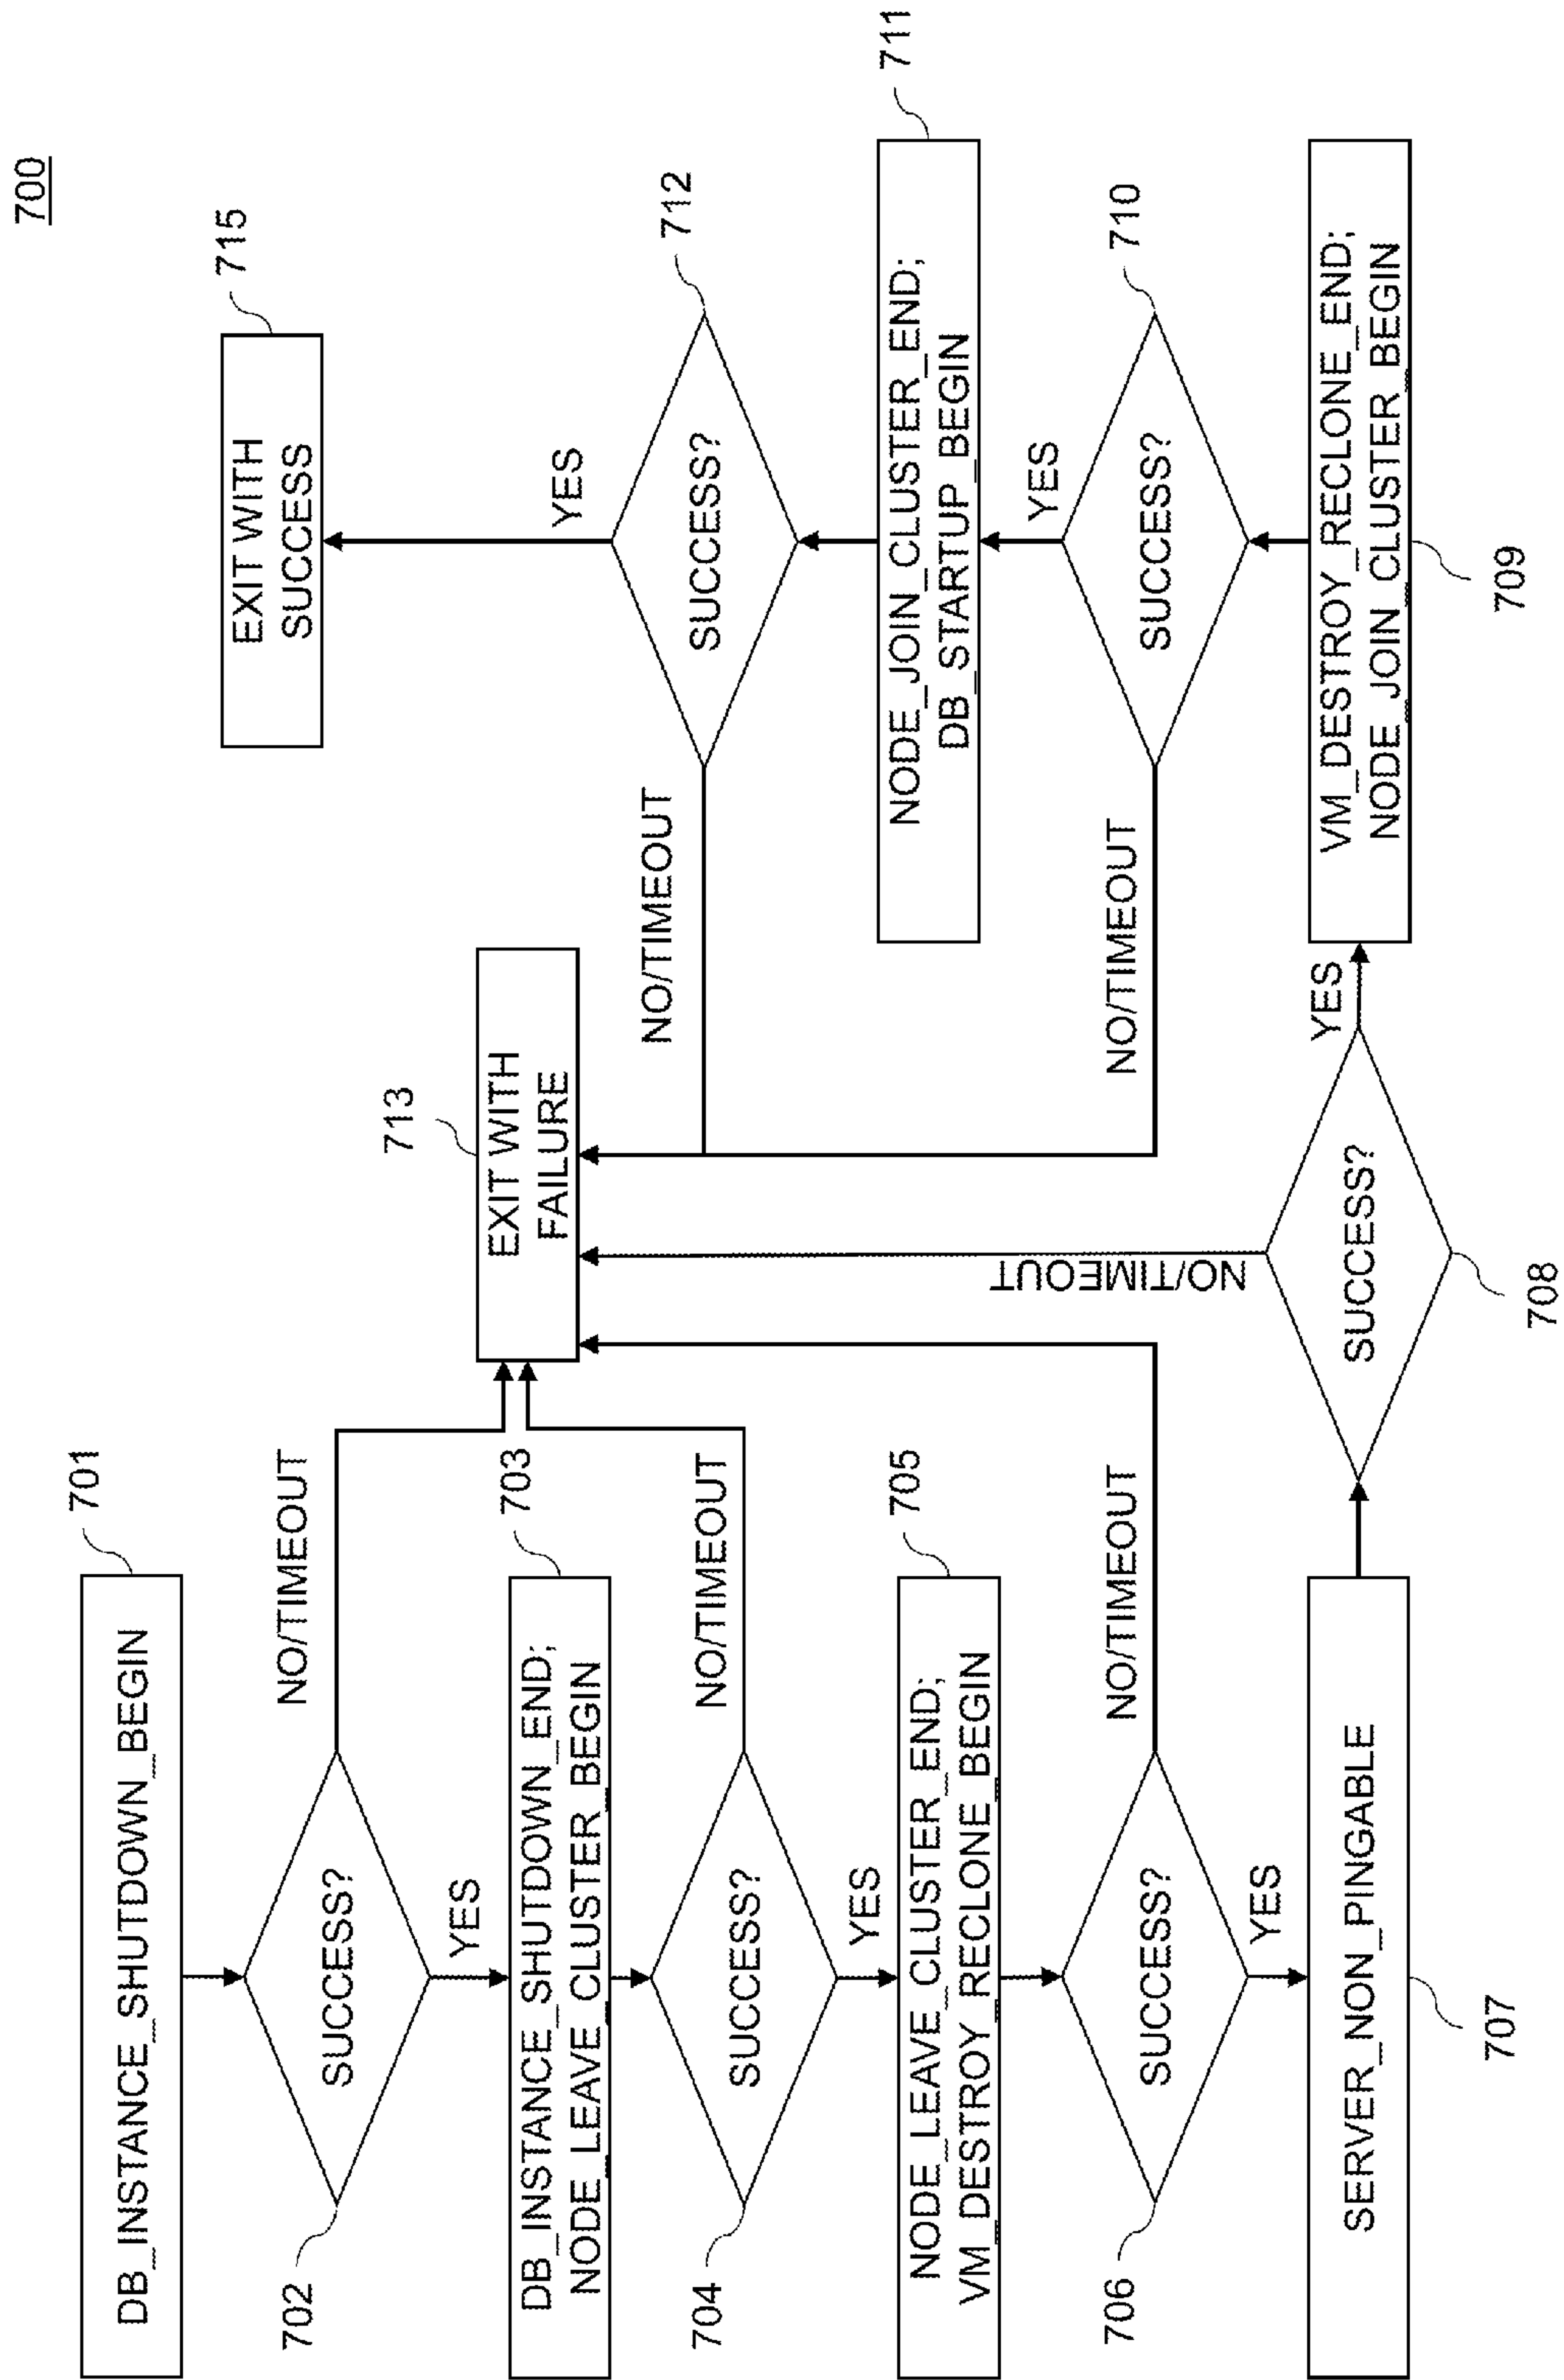 700
701
DB_INSTANCE_SHUTDOWN_BEGIN
702
SUCCESS?
NO/TIMEOUT
YES
703
DB_INSTANCE_SHUTDOWN_END;
NODE_LEAVE_CLUSTER_BEGIN
704
SUCCESS?
NO/TIMEOUT
YES
705
NODE_LEAVE_CLUSTER_END;
VM_DESTROY_RECLONE_BEGIN
706
SUCCESS?
NO/TIMEOUT
YES
SERVER_NON_PINGABLE
707
SUCCESS?
708
NO/TIMEOUT
YES
713
EXIT WITH
FAILURE
VM_DESTROY_RECLONE_END;
NODE_JOIN_CLUSTER_BEGIN
709
SUCCESS?
710
NO/TIMEOUT
YES
NODE_JOIN_CLUSTER_END;
DB_STARTUP_BEGIN
711
SUCCESS?
712
NO/TIMEOUT
YES
EXIT WITH
SUCCESS
715